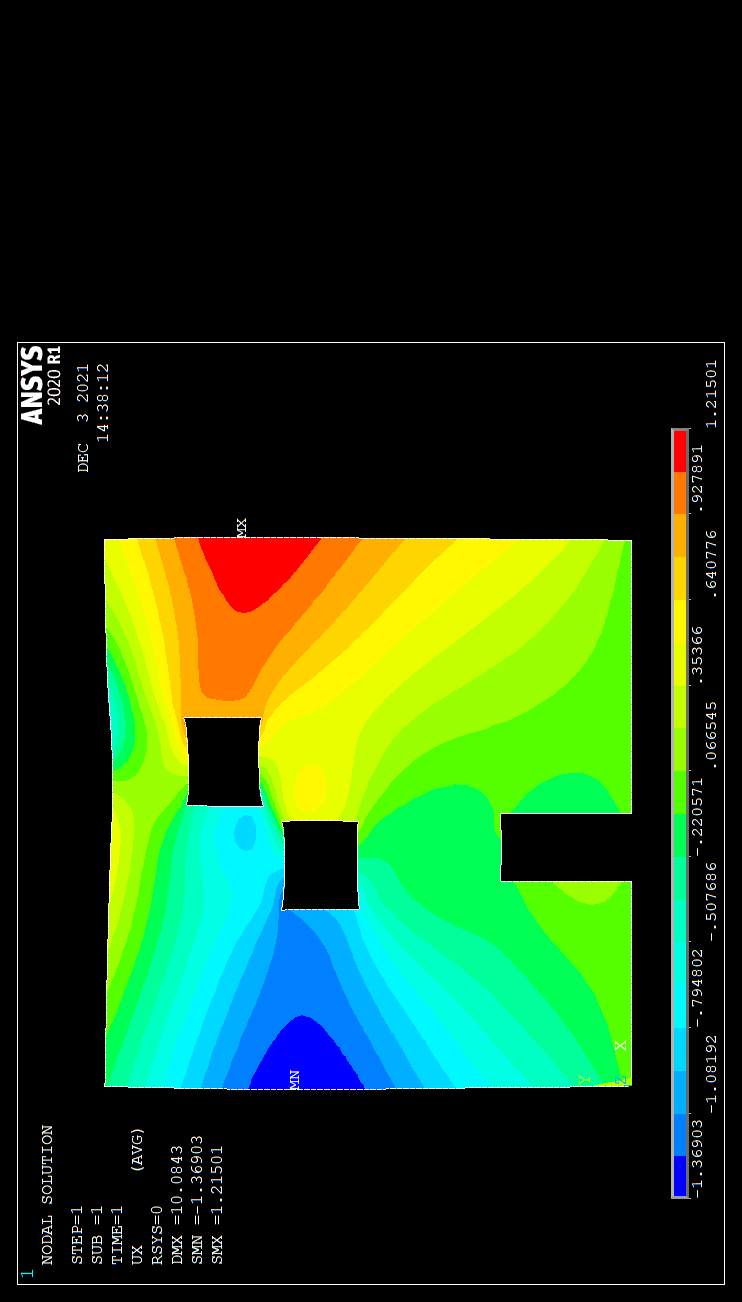 1
NODAL SOLUTION
STEP=1
SUB =1
TIME=1
UX (AVG)
RSYS=0
DMX =10.0843
SMN =-1.36903
SMX =1.21501
ANSYS
2020 R1
DEC 3 2021
14:38:12
MN
MX
Y
Z
X
-1.36903
-1.08192
-.794802
-.507686
-.220571
.066545
.35366
.640776
.927891
1.21501